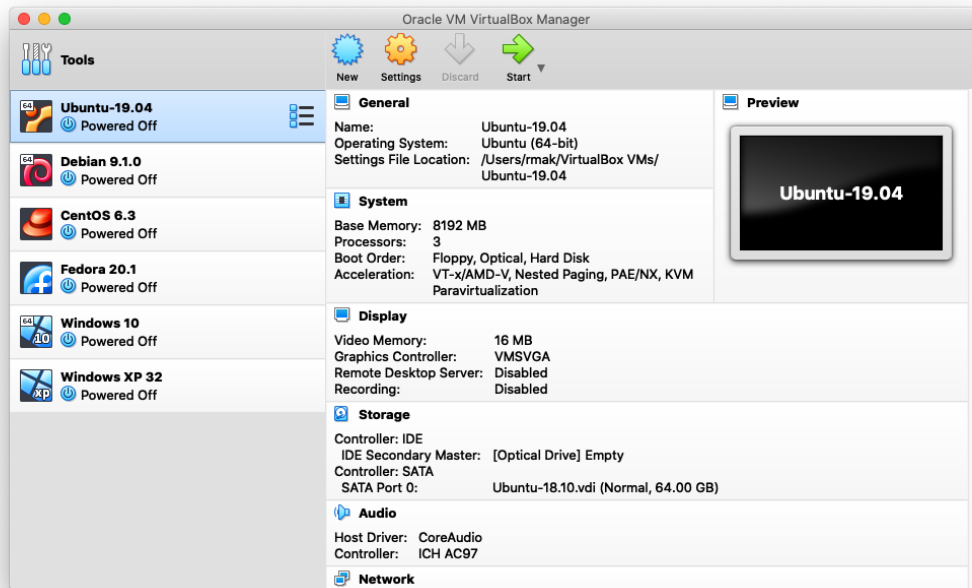 Oracle VM VirtualBox Manager
Tools
New
Settings
Discard
Start
64
Ubuntu-19.04
Powered Off
64
Debian 9.1.0
Powered Off
CentOS 6.3
Powered Off
Fedora 20.1
Powered Off
64
10
Windows 10
Powered Off
xp
Windows XP 32
Powered Off
General
Name: Ubuntu-19.04
Operating System: Ubuntu (64-bit)
Settings File Location: /Users/rmak/VirtualBox VMs/
Ubuntu-19.04
System
Base Memory: 8192 MB
Processors: 3
Boot Order: Floppy, Optical, Hard Disk
Acceleration: VT-x/AMD-V, Nested Paging, PAE/NX, KVM
Paravirtualization
Preview
Ubuntu-19.04
Display
Video Memory: 16 MB
Graphics Controller: VMSVGA
Remote Desktop Server: Disabled
Recording: Disabled
Storage
Controller: IDE
IDE Secondary Master: [Optical Drive] Empty
Controller: SATA
SATA Port 0: Ubuntu-18.10.vdi (Normal, 64.00 GB)
Audio
Host Driver: CoreAudio
Controller: ICH AC97
Network